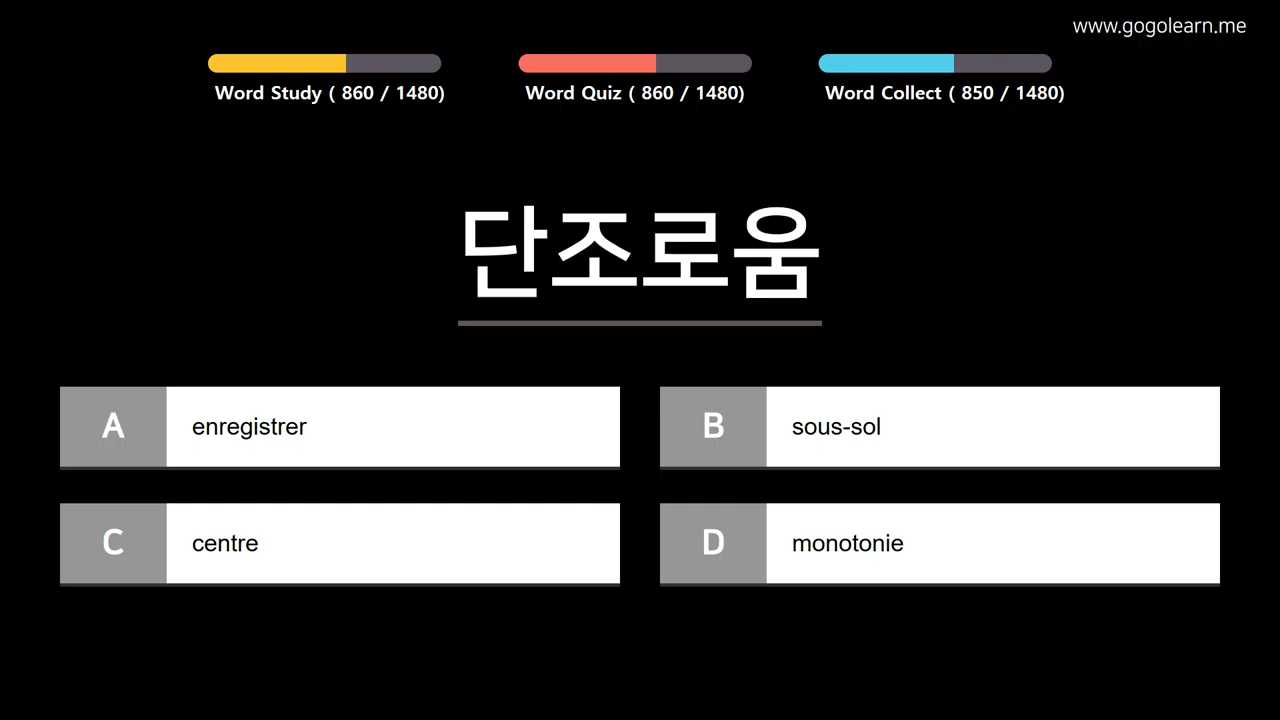 www.gogolearn.me
Word Study ( 860 / 1480)
Word Quiz ( 860 / 1480)
Word Collect ( 850 / 1480)
단조로움
A enregistrer
B sous-sol
C centre
D monotonie